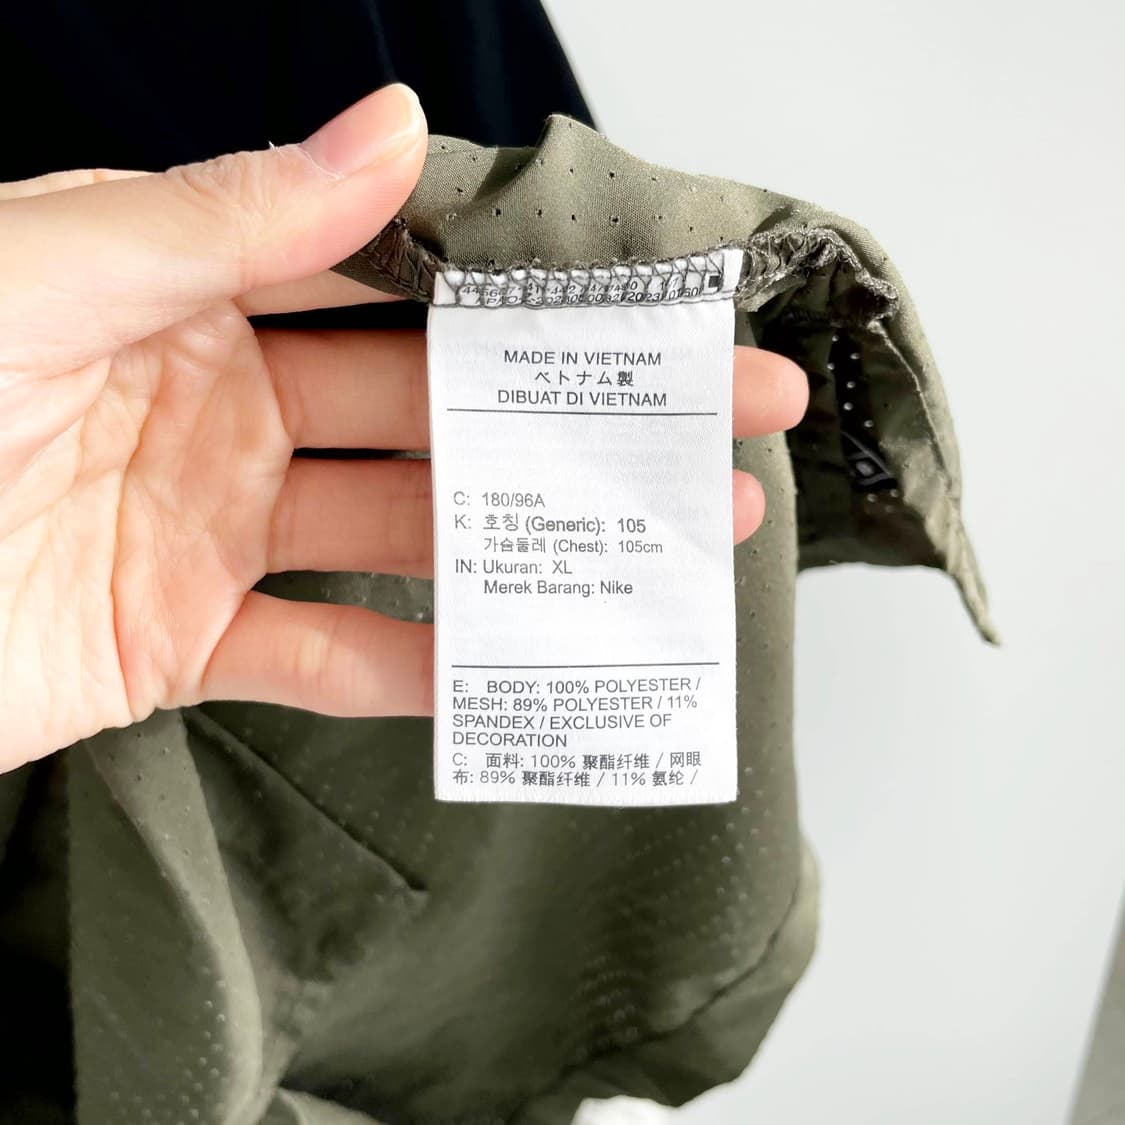 MADE IN VIETNAM
ベトナム製
DIBUAT DI VIETNAM
C: 180/96A
K: 호칭 (Generic): 105
가슴둘레 (Chest): 105cm
IN: Ukuran: XL
Merek Barang: Nike
E: BODY: 100% POLYESTER /
MESH: 89% POLYESTER / 11%
SPANDEX / EXCLUSIVE OF
DECORATION
C: 面料: 100% 聚酯纤维 / 网眼
布: 89% 聚酯纤维 / 11% 氨纶 /